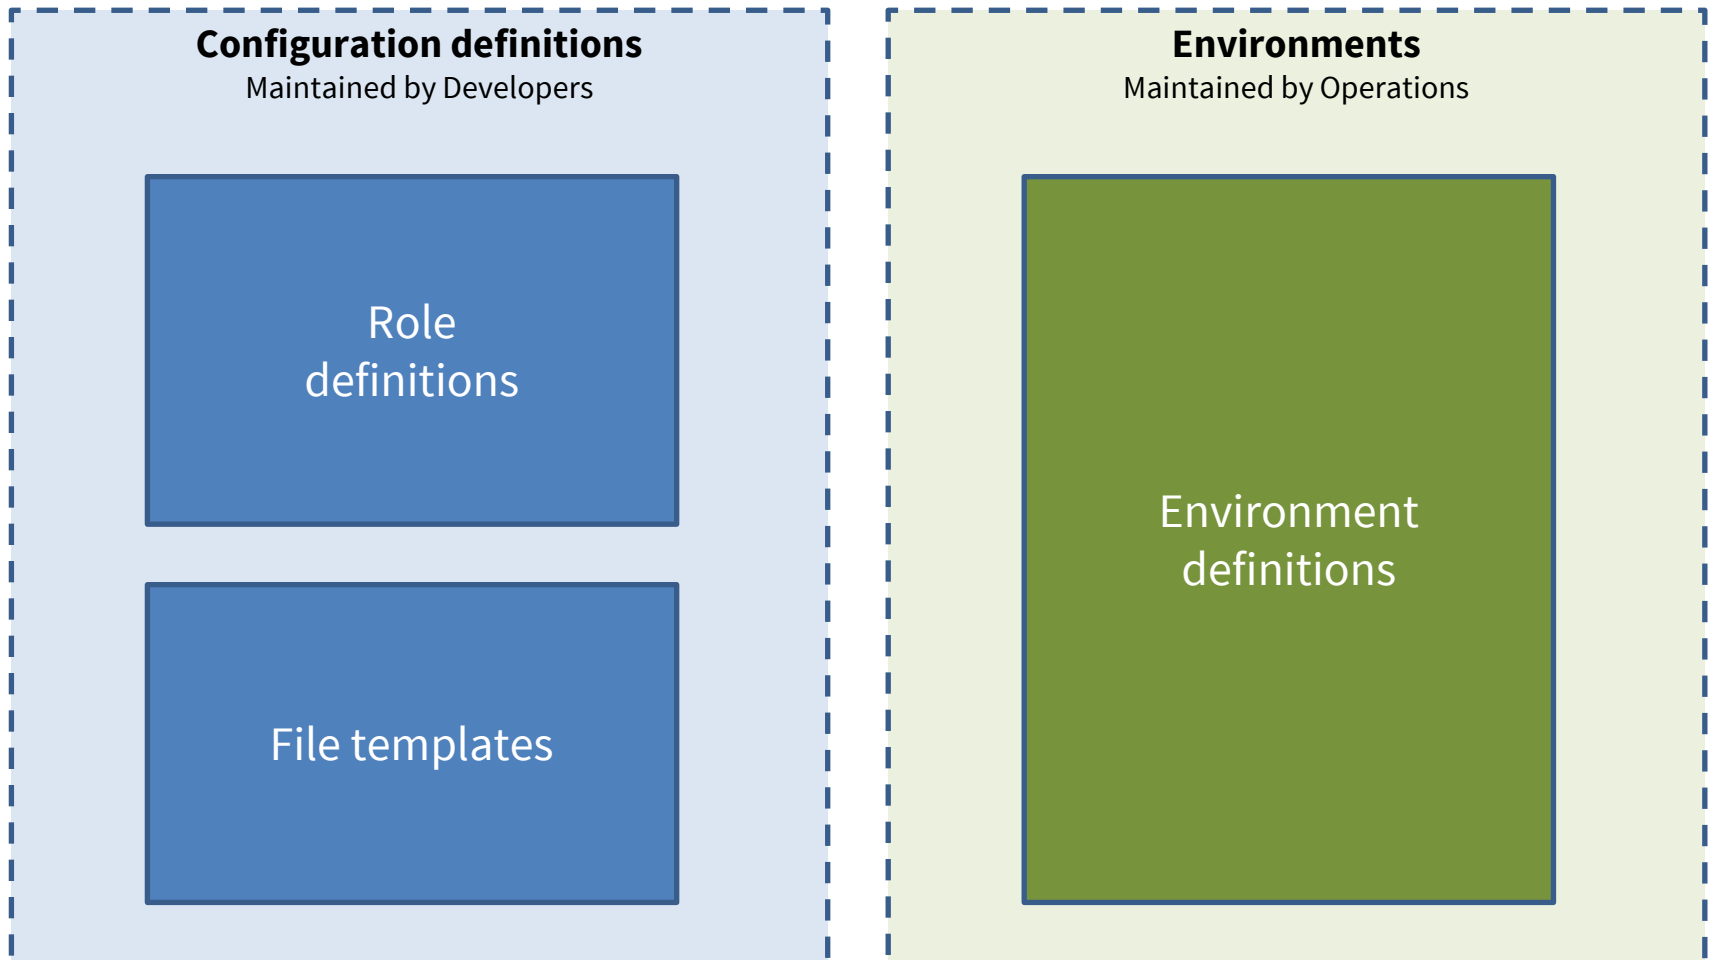 Configuration definitions
Maintained by Developers
Role
definitions
File templates
Environments
Maintained by Operations
Environment
definitions